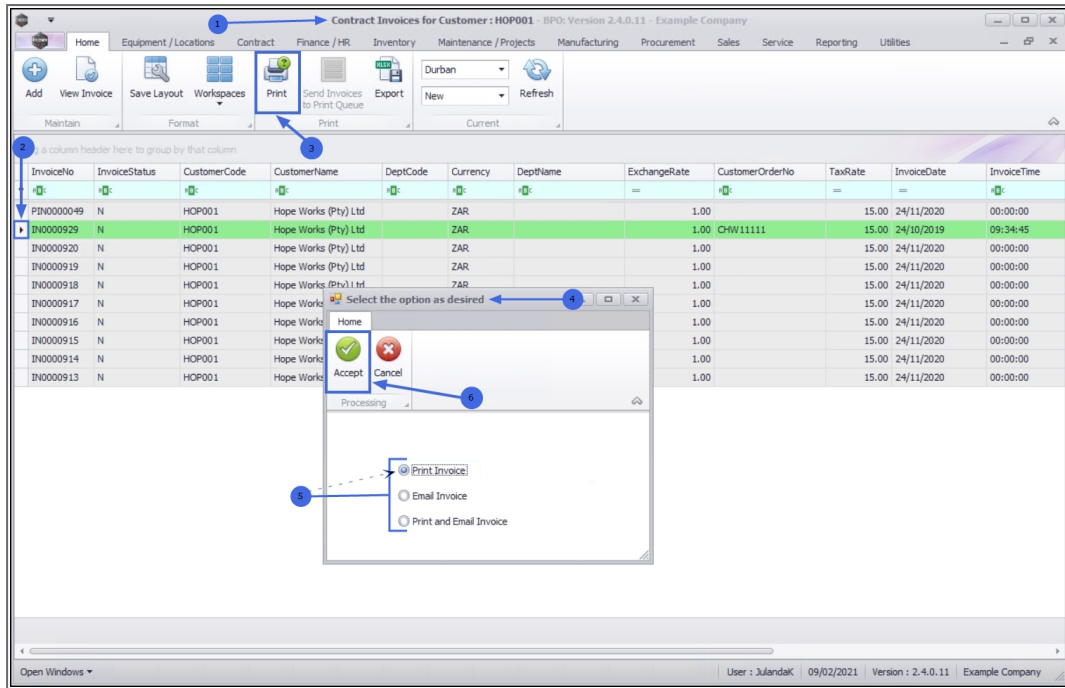 1
Contract Invoices for Customer : HOP001 - BPO: Version 2.4.0.11 - Example Company
Home Equipment / Locations Contract Finance / HR Inventory Maintenance / Projects Manufacturing Procurement Sales Service Reporting Utilities
Add View Invoice Save Layout Workspaces Print Send Invoices to Print Queue Export Durban New Refresh
Maintain Format Print Current
3
2
a column header here to group by that column
InvoiceNo InvoiceStatus CustomerCode CustomerName DeptCode Currency DeptName ExchangeRate CustomerOrderNo TaxRate InvoiceDate InvoiceTime
PIN0000049 N HOP001 Hope Works (Pty) Ltd ZAR 1.00 15.00 24/11/2020 00:00:00
IN0000929 N HOP001 Hope Works (Pty) Ltd ZAR 1.00 CHW11111 15.00 24/10/2019 09:34:45
IN0000920 N HOP001 Hope Works (Pty) Ltd ZAR 1.00 15.00 24/11/2020 00:00:00
IN0000919 N HOP001 Hope Works (Pty) Ltd ZAR 1.00 15.00 24/11/2020 00:00:00
IN0000918 N HOP001 Hope Works (Pty) Ltd ZAR 1.00 15.00 24/11/2020 00:00:00
IN0000917 N HOP001 Hope Works 1.00 15.00 24/11/2020 00:00:00
IN0000916 N HOP001 Hope Works 1.00 15.00 24/11/2020 00:00:00
IN0000915 N HOP001 Hope Works 1.00 15.00 24/11/2020 00:00:00
IN0000914 N HOP001 Hope Works 1.00 15.00 24/11/2020 00:00:00
IN0000913 N HOP001 Hope Works 1.00 15.00 24/11/2020 00:00:00
Select the option as desired
4
Home
Accept Cancel
Processing
6
5
Print Invoice
Email Invoice
Print and Email Invoice
Open Windows User : JulandaK 09/02/2021 Version : 2.4.0.11 Example Company